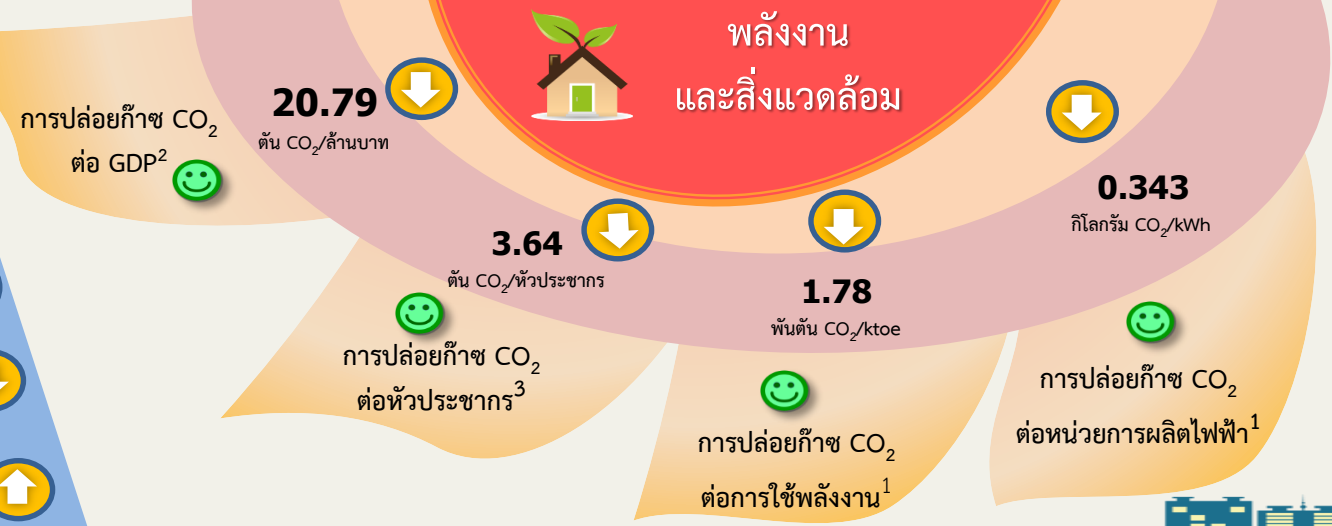 พลังงาน
และสิ่งแวดล้อม
การปล่อยก๊าซ CO₂
ต่อ GDP²
20.79
ตัน CO₂/ล้านบาท
3.64
ตัน CO₂/หัวประชากร
การปล่อยก๊าซ CO₂
ต่อหัวประชากร³
1.78
พันตัน CO₂/ktoe
การปล่อยก๊าซ CO₂
ต่อการใช้พลังงาน¹
0.343
กิโลกรัม CO₂/kWh
การปล่อยก๊าซ CO₂
ต่อหน่วยการผลิตไฟฟ้า¹